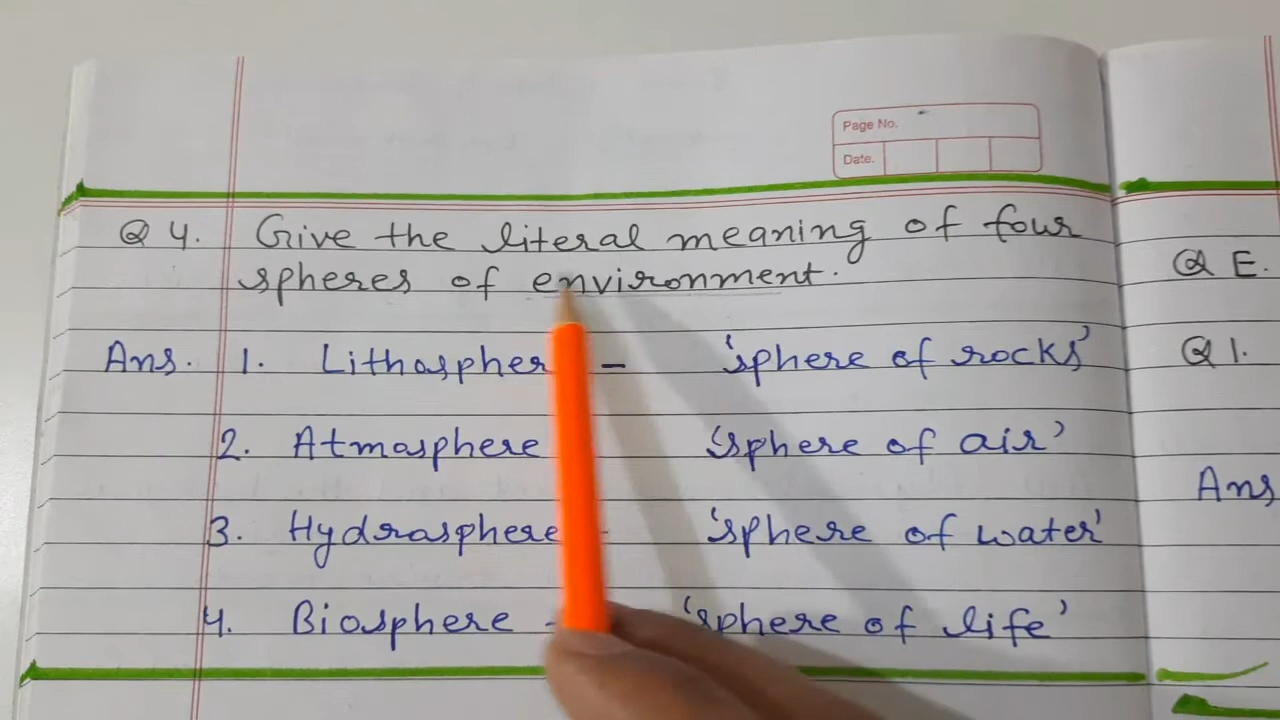 Page No.
Date.
Q 4. Give the literal meaning of four
spheres of environment.
Ans. 1. Lithospher - 'sphere of rocks'
2. Atmosphere 'sphere of air'
3. Hydrasphere - 'sphere of water'
4. Biosphere - 'sphere of life'
Q E.
Q 1.
Ans